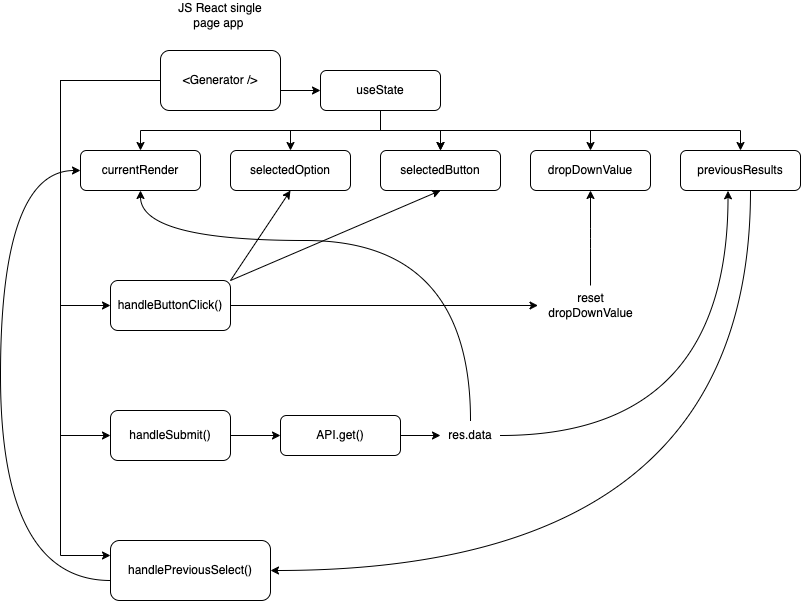 JS React single
page app
<Generator />
useState
currentRender
selectedOption
selectedButton
dropDownValue
previousResults
handleButtonClick()
reset
dropDownValue
handleSubmit()
API.get()
res.data
handlePreviousSelect()